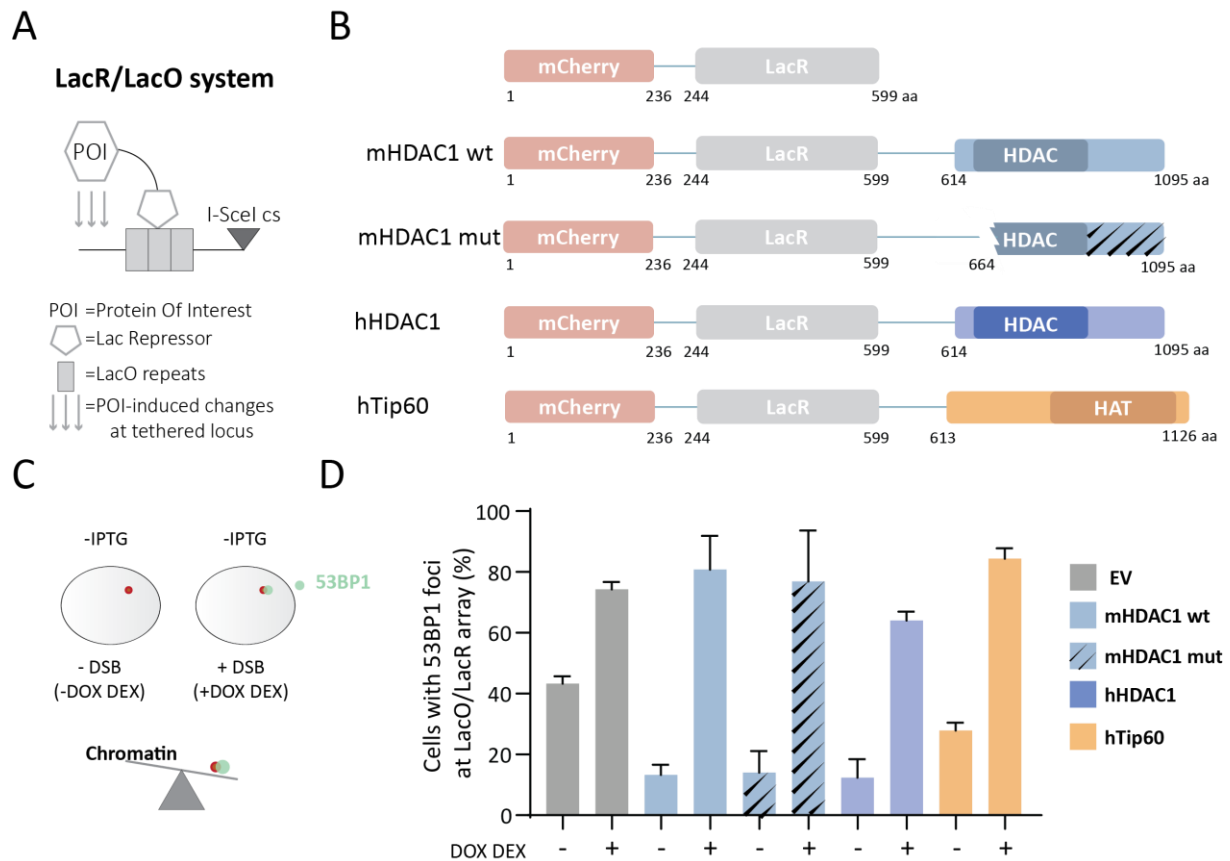 A
LacR/LacO system
POI
I-SceI cs
POI =Protein Of Interest
=Lac Repressor
=LacO repeats
=POI-induced changes
at tethered locus
B
mCherry LacR
1 236 244 599 aa
mHDAC1 wt mCherry LacR HDAC
1 236 244 599 614 1095 aa
mHDAC1 mut mCherry LacR HDAC
1 236 244 599 664 1095 aa
hHDAC1 mCherry LacR HDAC
1 236 244 599 614 1095 aa
hTip60 mCherry LacR HAT
1 236 244 599 613 1126 aa
C
-IPTG -IPTG
53BP1
- DSB + DSB
(-DOX DEX) (+DOX DEX)
Chromatin
D
Cells with 53BP1 foci
at LacO/LacR array (%)
100
80
60
40
20
0
DOX DEX - + - + - + - + - +
EV
mHDAC1 wt
mHDAC1 mut
hHDAC1
hTip60